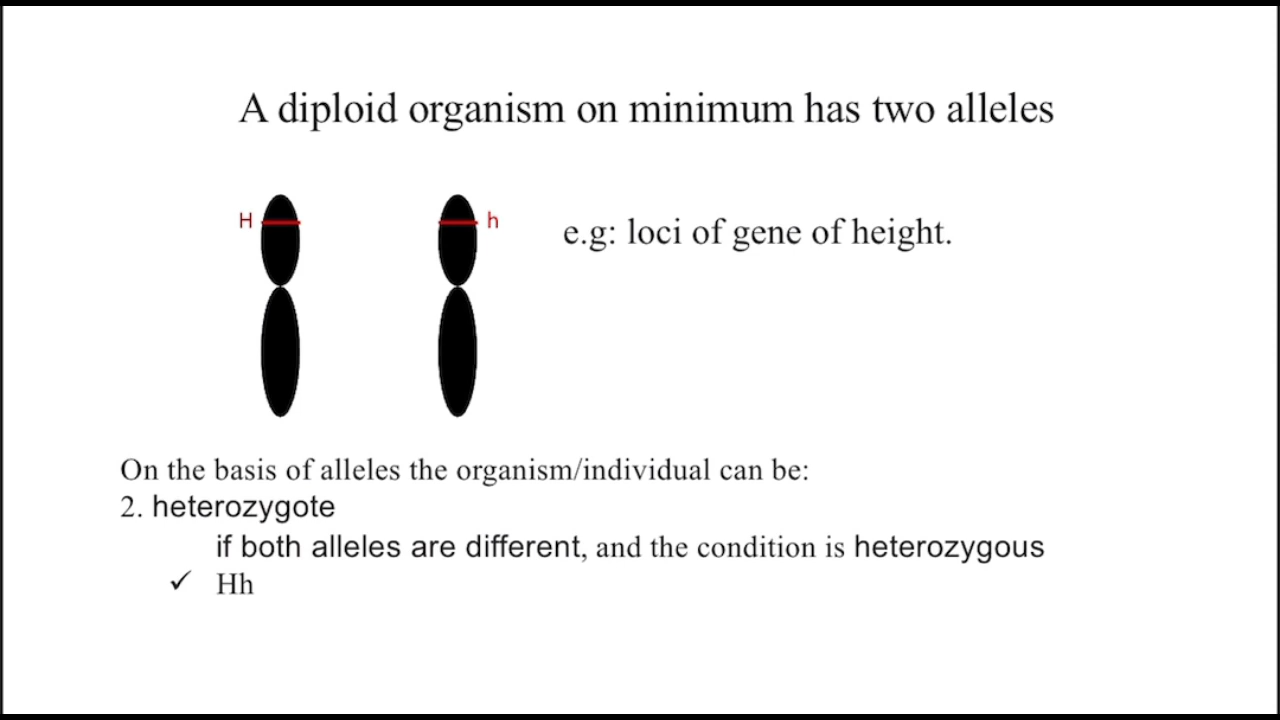 A diploid organism on minimum has two alleles
H
h
e.g: loci of gene of height.
On the basis of alleles the organism/individual can be:
2. heterozygote
if both alleles are different, and the condition is heterozygous
✓ Hh